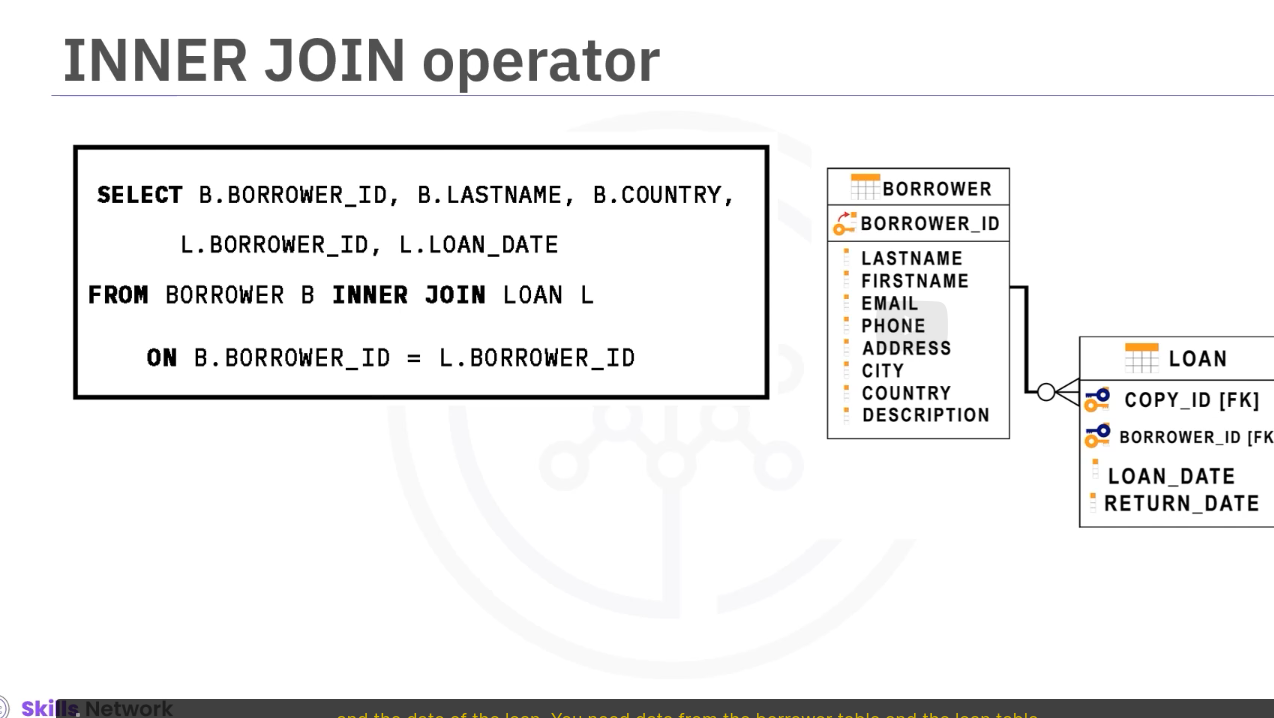 INNER JOIN operator
SELECT B.BORROWER_ID, B.LASTNAME, B.COUNTRY,
L.BORROWER_ID, L.LOAN_DATE
FROM BORROWER B INNER JOIN LOAN L
ON B.BORROWER_ID = L.BORROWER_ID
BORROWER
BORROWER_ID
LASTNAME
FIRSTNAME
EMAIL
PHONE
ADDRESS
CITY
COUNTRY
DESCRIPTION
LOAN
COPY_ID [FK]
BORROWER_ID [FK
LOAN_DATE
RETURN_DATE
Skills Network
and the date of the loan. You need data from the borrower table and the loan table